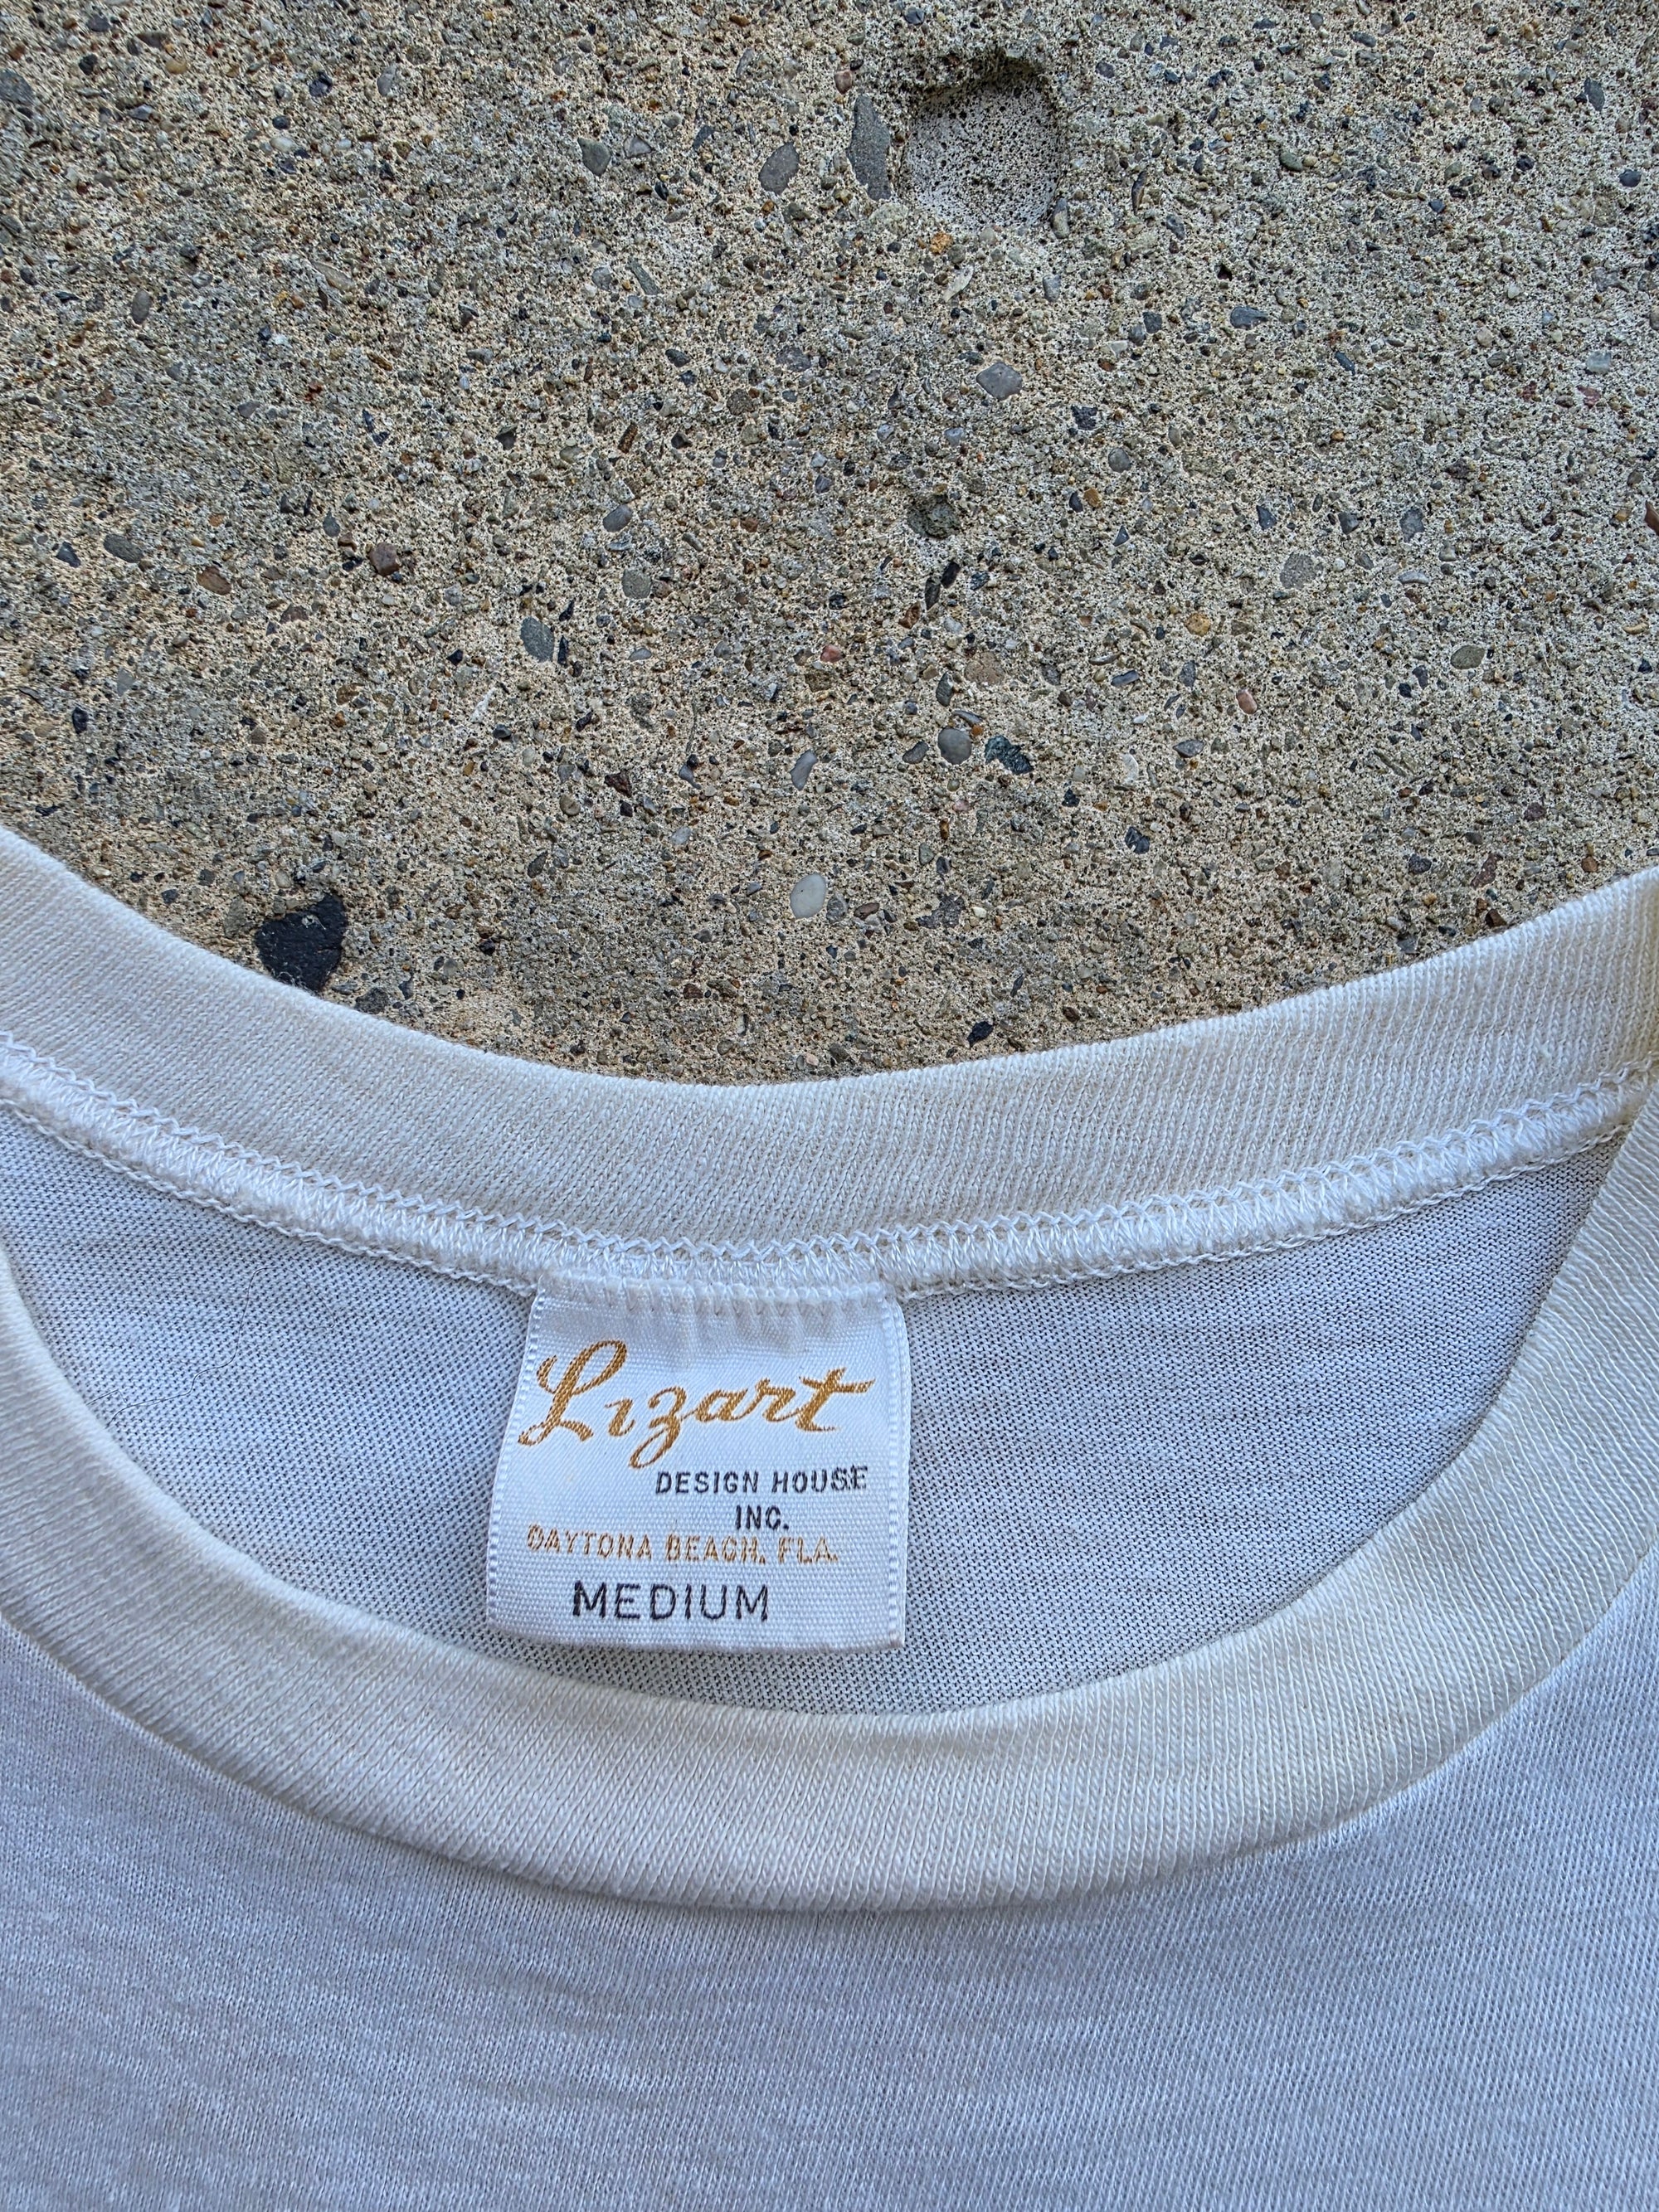 Lizart
DESIGN HOUSE
INC.
DAYTONA BEACH, FLA.
MEDIUM